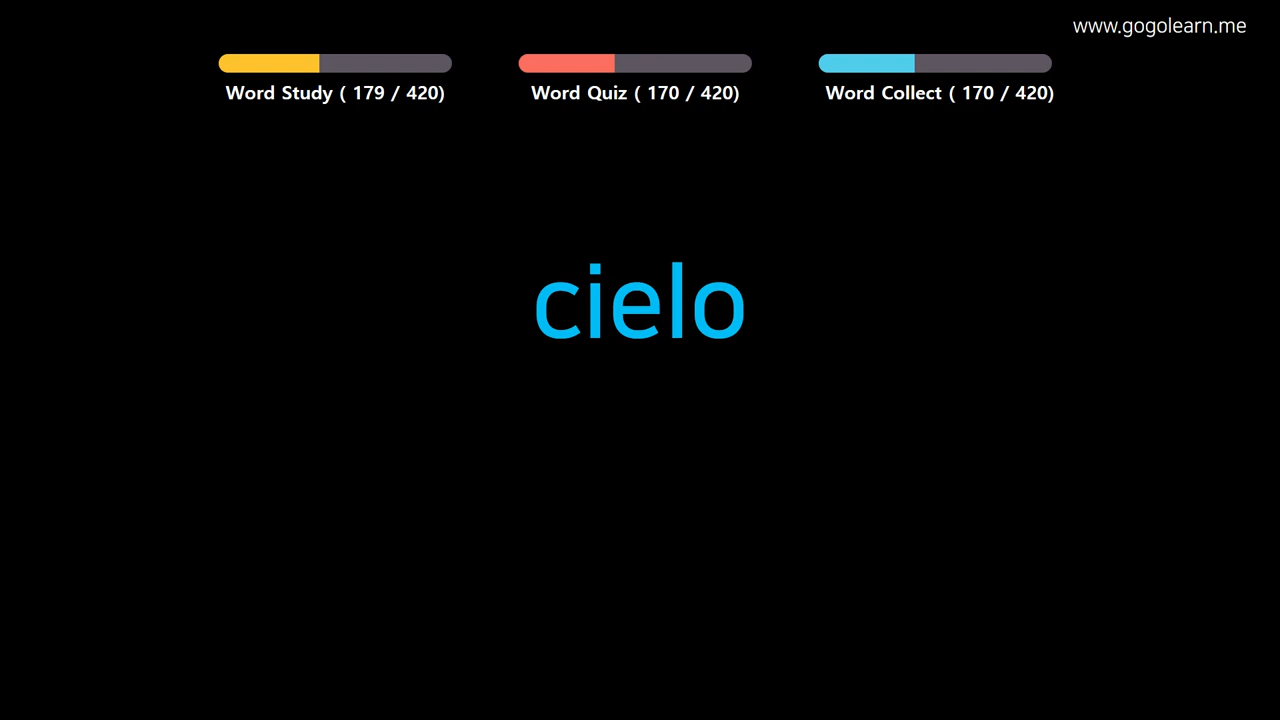 www.gogolearn.me
Word Study ( 179 / 420)
Word Quiz ( 170 / 420)
Word Collect ( 170 / 420)
cielo